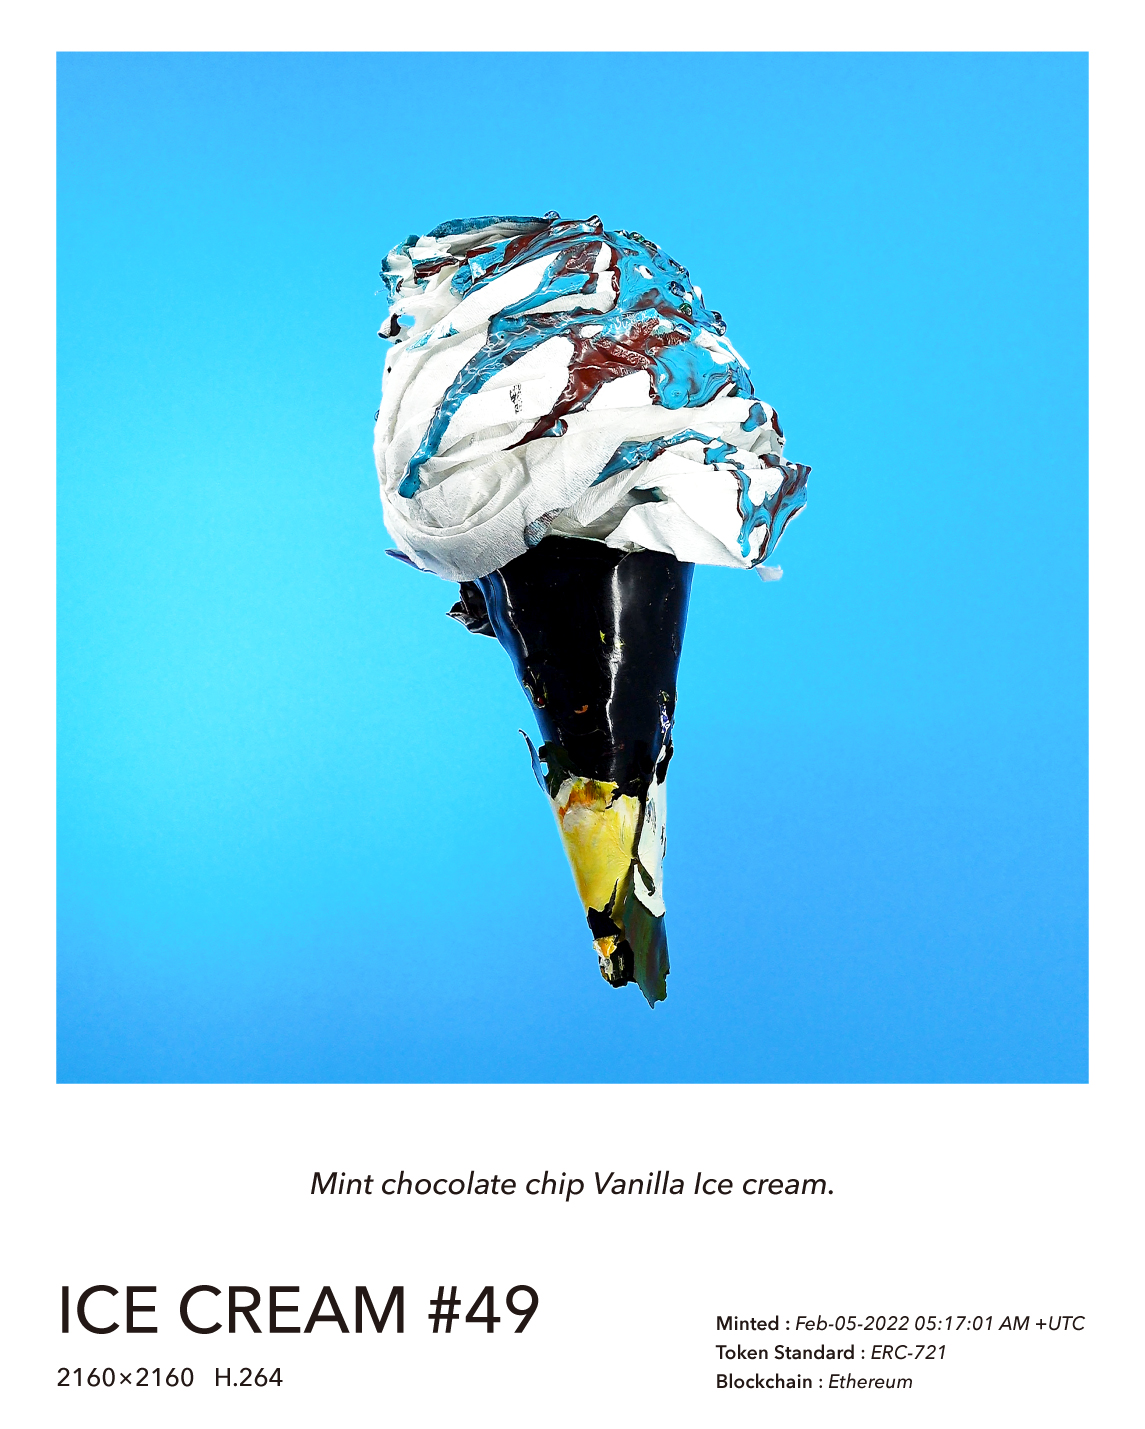 Mint chocolate chip Vanilla Ice cream.
ICE CREAM #49
2160×2160 H.264
Minted : Feb-05-2022 05:17:01 AM +UTC
Token Standard : ERC-721
Blockchain : Ethereum